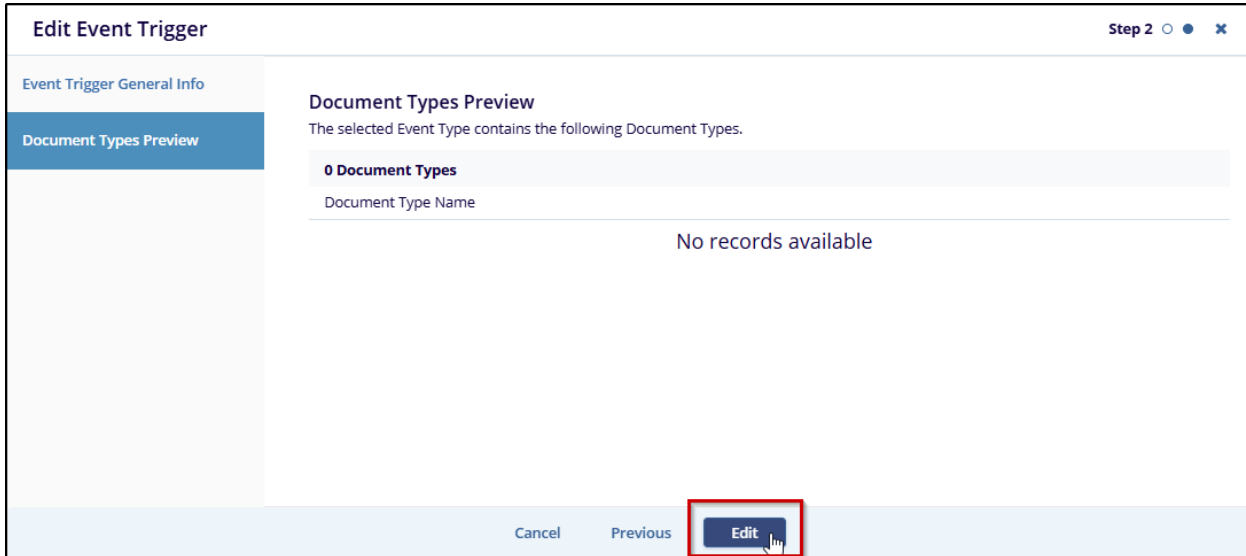 Edit Event Trigger
Step 2
Event Trigger General Info
Document Types Preview
Document Types Preview
The selected Event Type contains the following Document Types.
0 Document Types
Document Type Name
No records available
Cancel Previous Edit